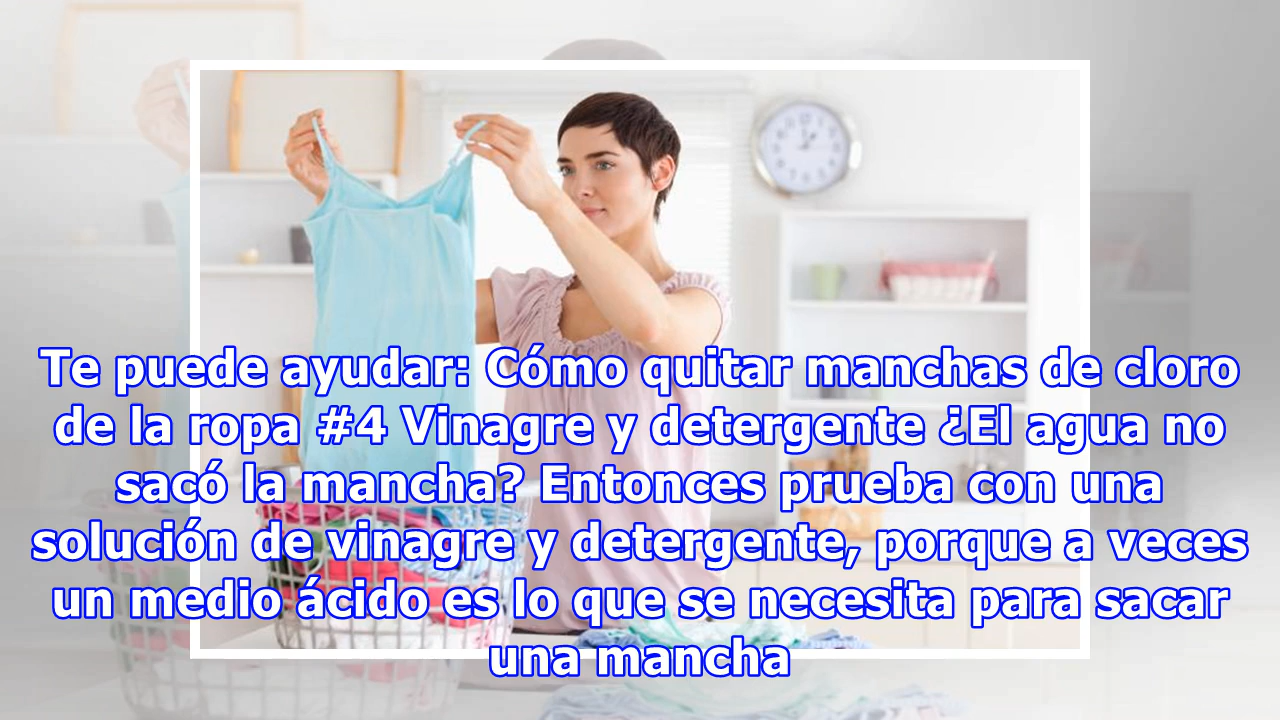 Te puede ayudar: Cómo quitar manchas de cloro
de la ropa #4 Vinagre y detergente ¿El agua no
sacó la mancha? Entonces prueba con una
solución de vinagre y detergente, porque a veces
un medio ácido es lo que se necesita para sacar
una mancha